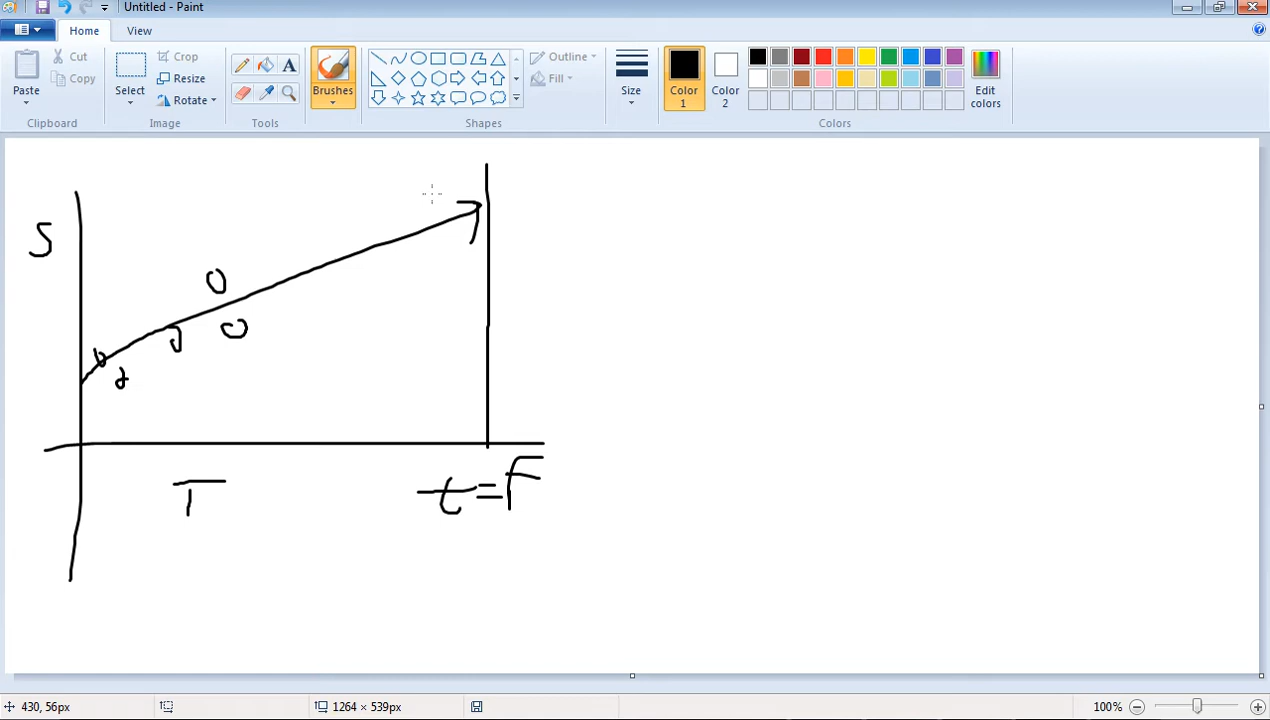 Untitled - Paint
Home
View
Paste
Cut
Copy
Clipboard
Select
Crop
Resize
Rotate
Image
A
Tools
Brushes
Shapes
Outline
Fill
Size
Color 1
Color 2
Edit colors
Colors
S
T
t=F
430, 56px
1264 × 539px
100%